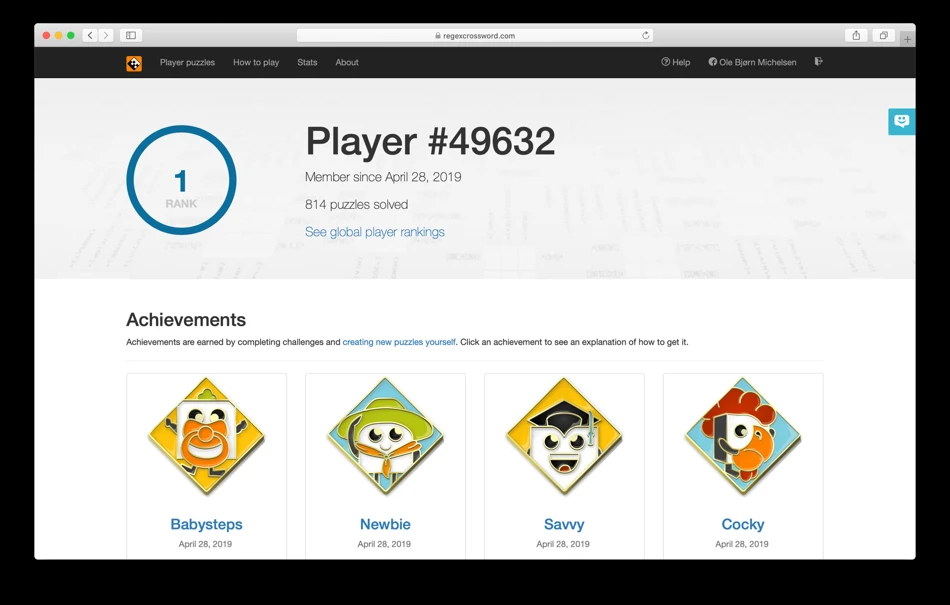 regexcrossword.com
Player puzzles How to play Stats About Help Ole Bjørn Michelsen
Player #49632
Member since April 28, 2019
814 puzzles solved
See global player rankings
1
RANK
Achievements
Achievements are earned by completing challenges and creating new puzzles yourself. Click an achievement to see an explanation of how to get it.
Babysteps
April 28, 2019
Newbie
April 28, 2019
Savvy
April 28, 2019
Cocky
April 28, 2019